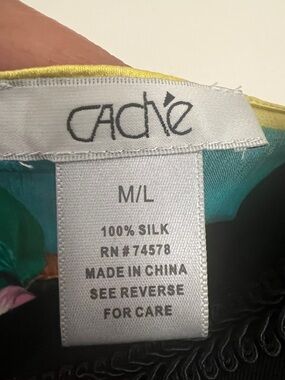 CACHé
M/L
100% SILK
RN # 74578
MADE IN CHINA
SEE REVERSE
FOR CARE